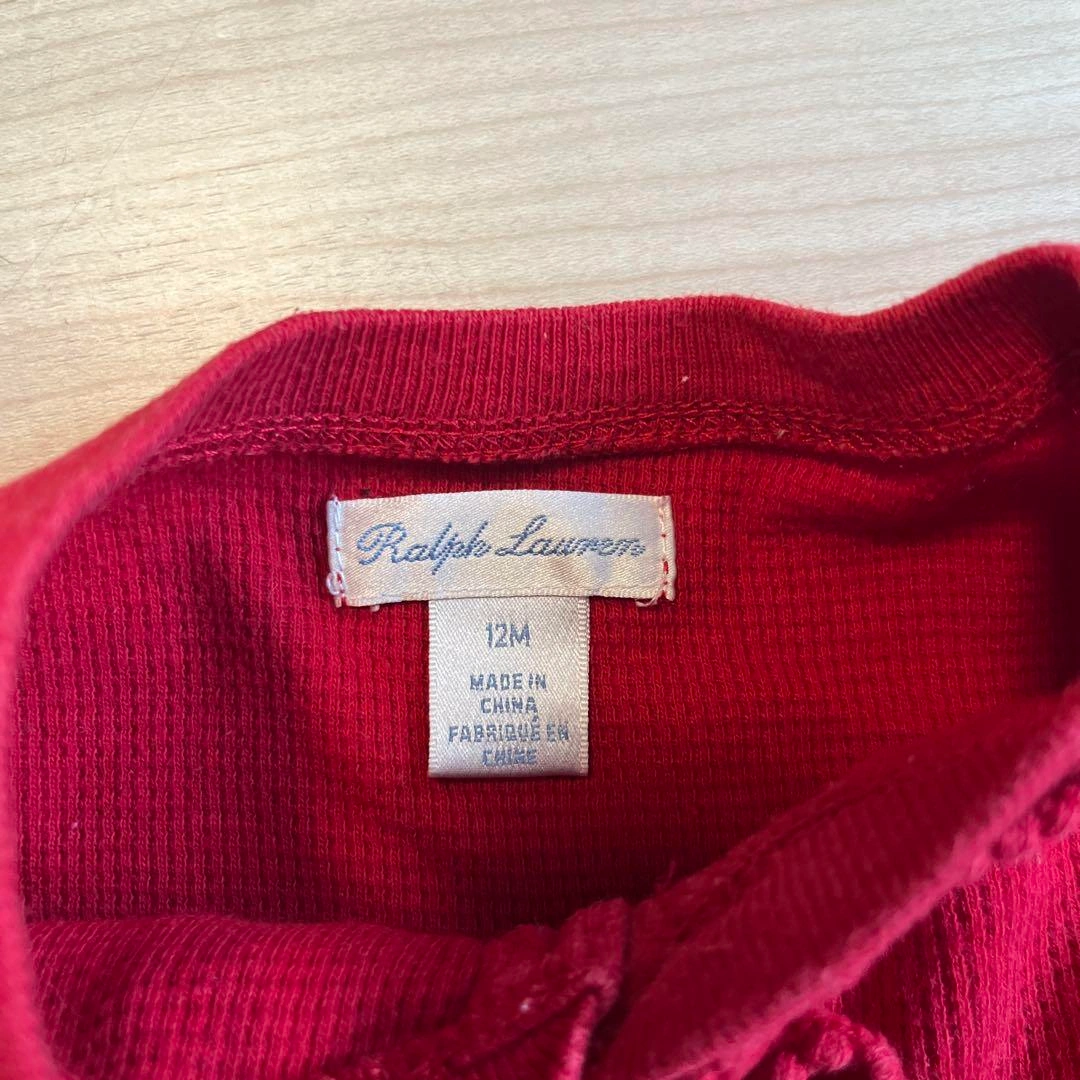 Ralph Lauren
12M
MADE IN
CHINA
FABRIQUÉ EN
CHINE